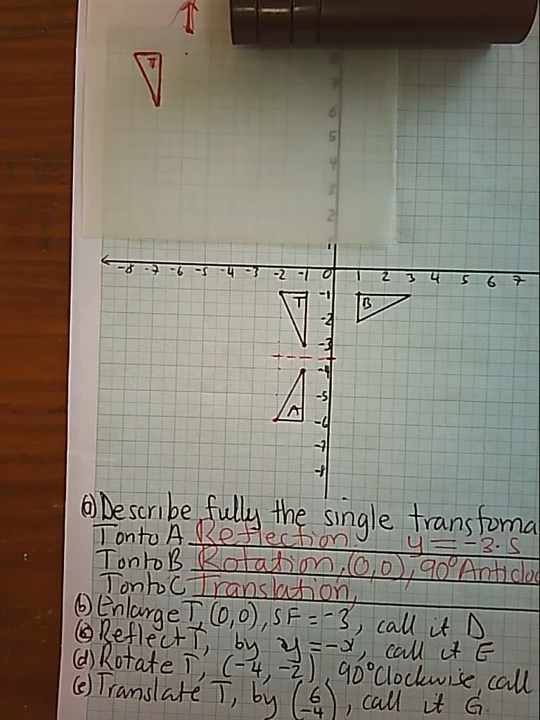 T
7
6
5
4
3
2
1
-8 -7 -6 -5 -4 -3 -2 -1 0 1 2 3 4 5 6 7
T -1 B
-2
-3
-4
A -5
-6
-7
-8
(a) Describe fully the single transforma
T onto A Reflection, y = -3.5
T onto B Rotation, (0,0), 90° Anticloc
T onto C Translation,
(b) Enlarge T, (0,0), SF = -3, call it D
(c) Reflect T, by y = -x, call it E
(d) Rotate T, (-4, -2), 90° Clockwise, call
(e) Translate T, by (6 -4), call it G.